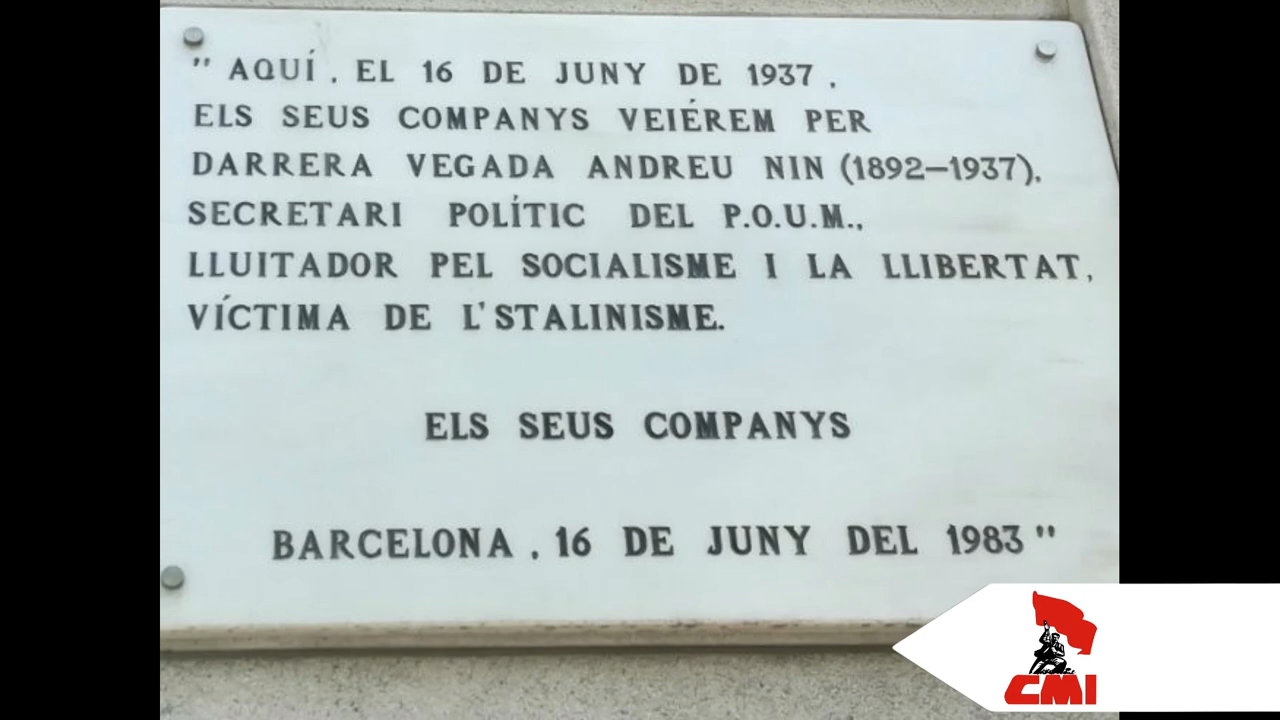 " AQUÍ, EL 16 DE JUNY DE 1937,
ELS SEUS COMPANYS VEIÉREM PER
DARRERA VEGADA ANDREU NIN (1892–1937),
SECRETARI POLÍTIC DEL P.O.U.M.,
LLUITADOR PEL SOCIALISME I LA LLIBERTAT,
VÍCTIMA DE L'STALINISME.
ELS SEUS COMPANYS
BARCELONA, 16 DE JUNY DEL 1983 "
CMI